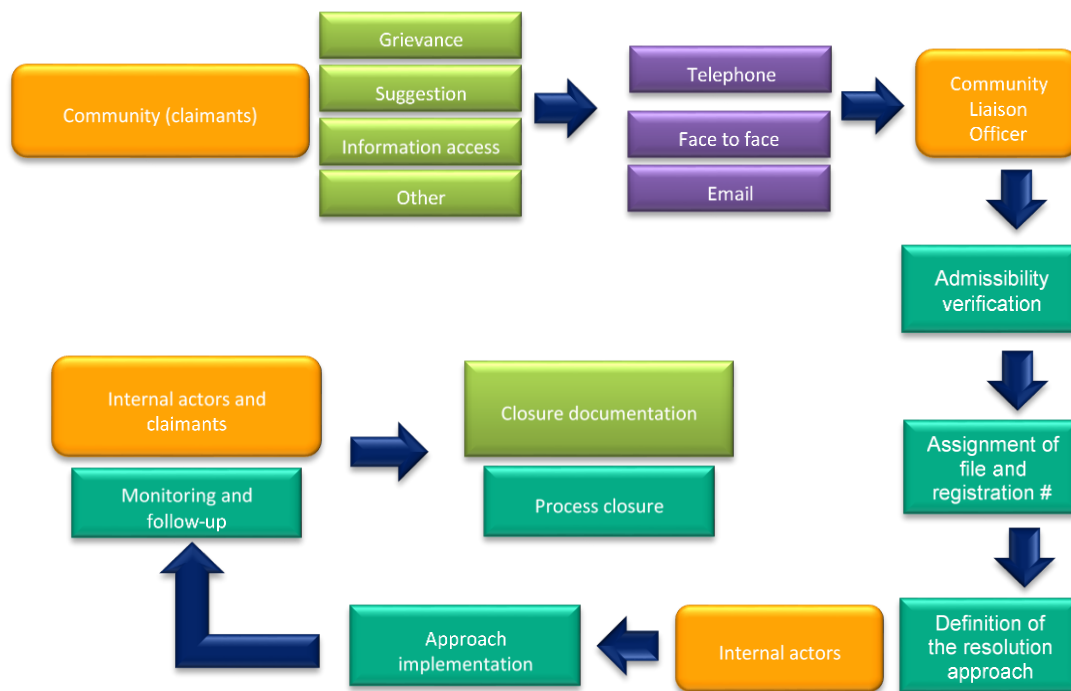 Community (claimants)
Grievance
Suggestion
Information access
Other
Telephone
Face to face
Email
Community
Liaison
Officer
Admissibility
verification
Assignment of
file and
registration #
Definition of
the resolution
approach
Internal actors
Approach
implementation
Internal actors and
claimants
Monitoring and
follow-up
Closure documentation
Process closure